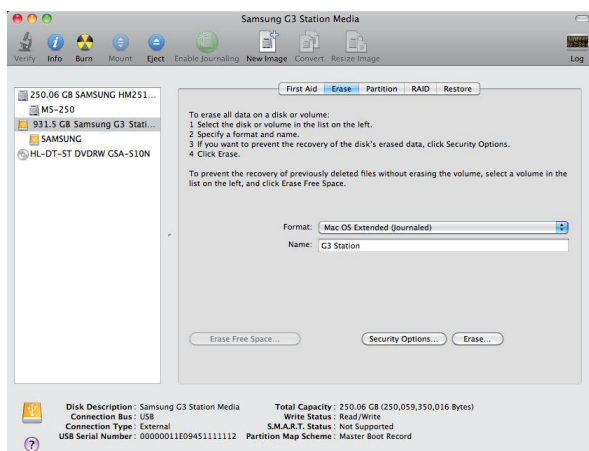 Samsung G3 Station Media
Verify Info Burn Mount Eject Enable Journaling New Image Convert Resize Image Log
250.06 GB SAMSUNG HM251...
MS-250
931.5 GB Samsung G3 Stati...
SAMSUNG
HL-DT-ST DVDRW GSA-S10N
First Aid Erase Partition RAID Restore
To erase all data on a disk or volume:
1 Select the disk or volume in the list on the left.
2 Specify a format and name.
3 If you want to prevent the recovery of the disk's erased data, click Security Options.
4 Click Erase.
To prevent the recovery of previously deleted files without erasing the volume, select a volume in the
list on the left, and click Erase Free Space.
Format: Mac OS Extended (Journaled)
Name: G3 Station
Erase Free Space... Security Options... Erase...
Disk Description : Samsung G3 Station Media Total Capacity : 250.06 GB (250,059,350,016 Bytes)
Connection Bus : USB Write Status : Read/Write
Connection Type : External S.M.A.R.T. Status : Not Supported
USB Serial Number : 00000011E09451111112 Partition Map Scheme : Master Boot Record
?